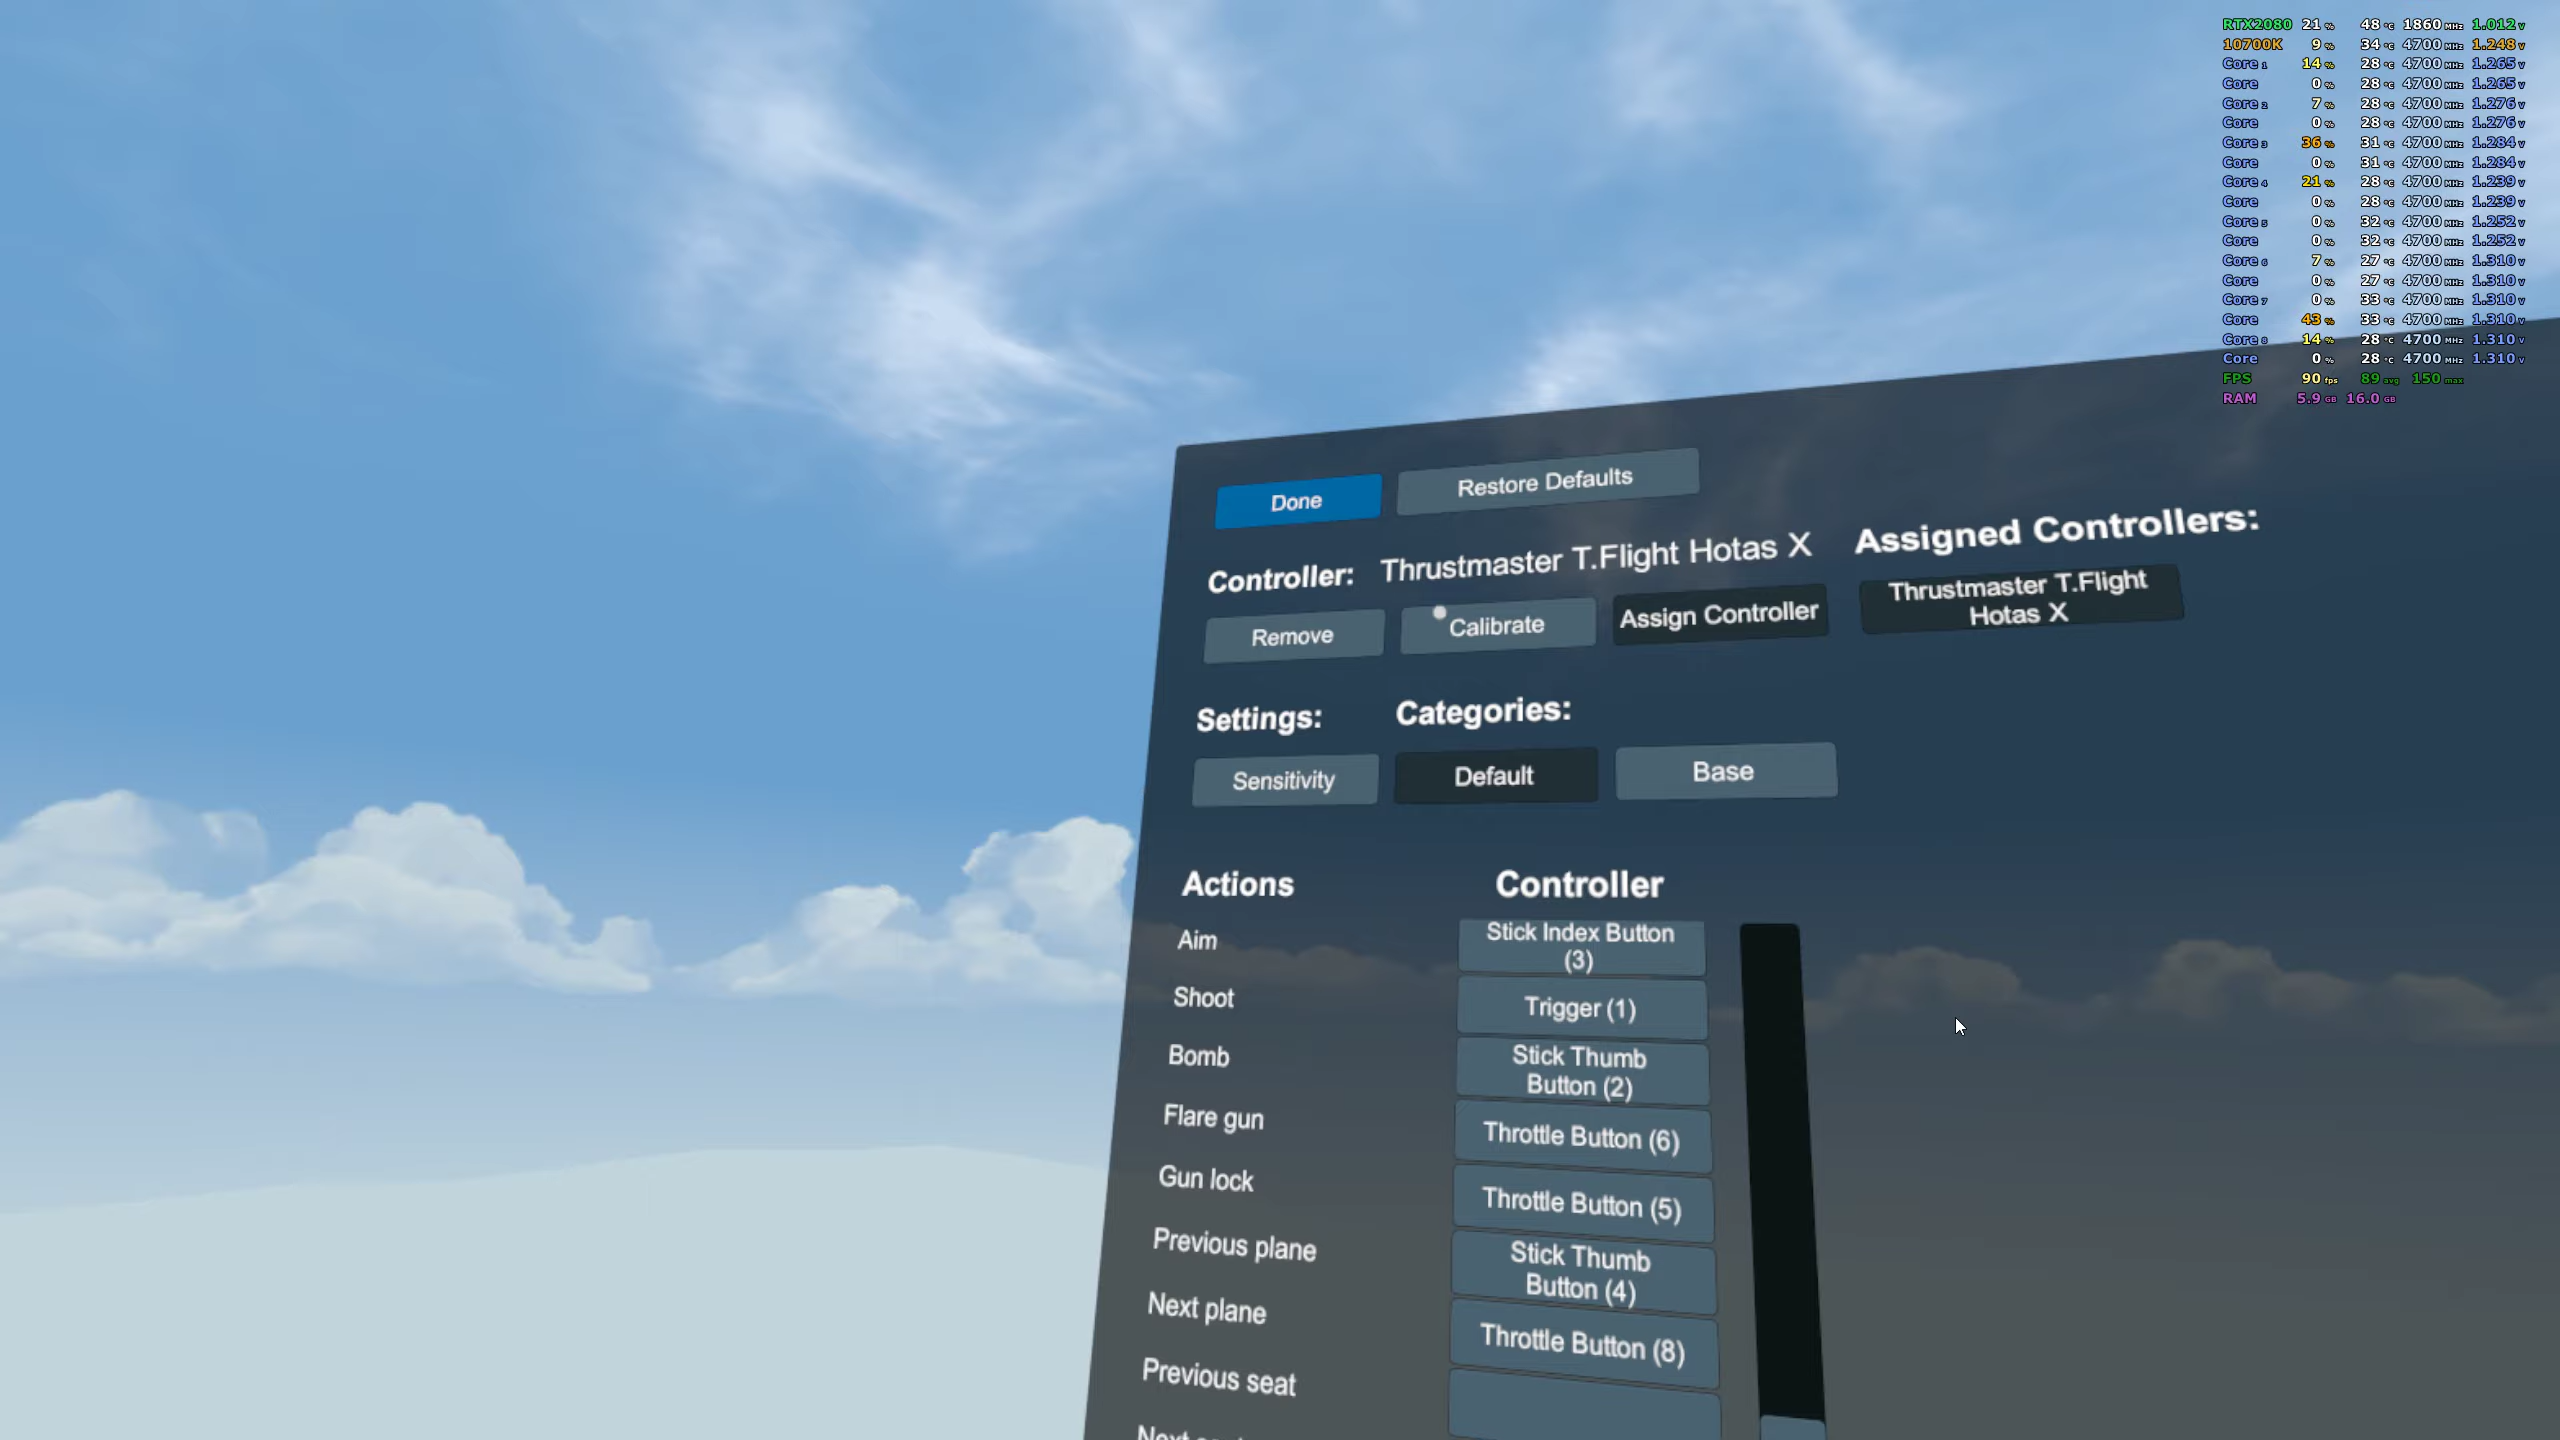 RTX2080 21 % 48 °C 1860 MHz 1.012 V
10700K 9 % 34 °C 4700 MHz 1.248 V
Core 1 14 % 28 °C 4700 MHz 1.265 V
Core 0 % 28 °C 4700 MHz 1.265 V
Core 2 7 % 28 °C 4700 MHz 1.276 V
Core 0 % 28 °C 4700 MHz 1.276 V
Core 3 36 % 31 °C 4700 MHz 1.284 V
Core 0 % 31 °C 4700 MHz 1.284 V
Core 4 21 % 28 °C 4700 MHz 1.239 V
Core 0 % 28 °C 4700 MHz 1.239 V
Core 5 0 % 32 °C 4700 MHz 1.252 V
Core 0 % 32 °C 4700 MHz 1.252 V
Core 6 7 % 27 °C 4700 MHz 1.310 V
Core 0 % 27 °C 4700 MHz 1.310 V
Core 7 0 % 33 °C 4700 MHz 1.310 V
Core 43 % 33 °C 4700 MHz 1.310 V
Core 8 14 % 28 °C 4700 MHz 1.310 V
Core 0 % 28 °C 4700 MHz 1.310 V
FPS 90 fps 89 avg 150 max
RAM 5.9 GB 16.0 GB
Done Restore Defaults
Controller: Thrustmaster T.Flight Hotas X Assigned Controllers:
Remove Calibrate Assign Controller Thrustmaster T.Flight
Hotas X
Settings: Categories:
Sensitivity Default Base
Actions Controller
Aim Stick Index Button
(3)
Shoot Trigger (1)
Bomb Stick Thumb
Button (2)
Flare gun Throttle Button (6)
Gun lock Throttle Button (5)
Previous plane Stick Thumb
Button (4)
Next plane Throttle Button (8)
Previous seat
Next